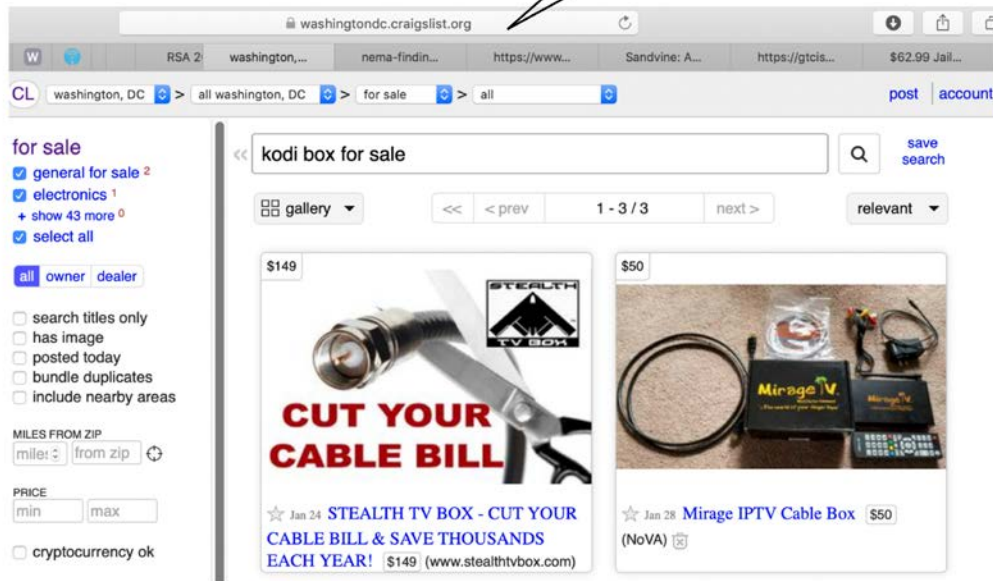 washingtondc.craigslist.org
W RSA 2 washington,... nema-findin... https://www... Sandvine: A... https://gtcis... $62.99 Jail...
CL washington, DC > all washington, DC > for sale > all post account
for sale
general for sale 2
electronics 1
+ show 43 more 0
select all
all owner dealer
search titles only
has image
posted today
bundle duplicates
include nearby areas
MILES FROM ZIP
miles from zip
PRICE
min max
cryptocurrency ok
« kodi box for sale save
search
gallery << < prev 1 - 3 / 3 next > relevant
$149
STEALTH
TV BOX
CUT YOUR
CABLE BILL
Jan 24 STEALTH TV BOX - CUT YOUR
CABLE BILL & SAVE THOUSANDS
EACH YEAR! $149 (www.stealthtvbox.com)
$50
Mirage TV
Mirage TV
Jan 28 Mirage IPTV Cable Box $50
(NoVA)